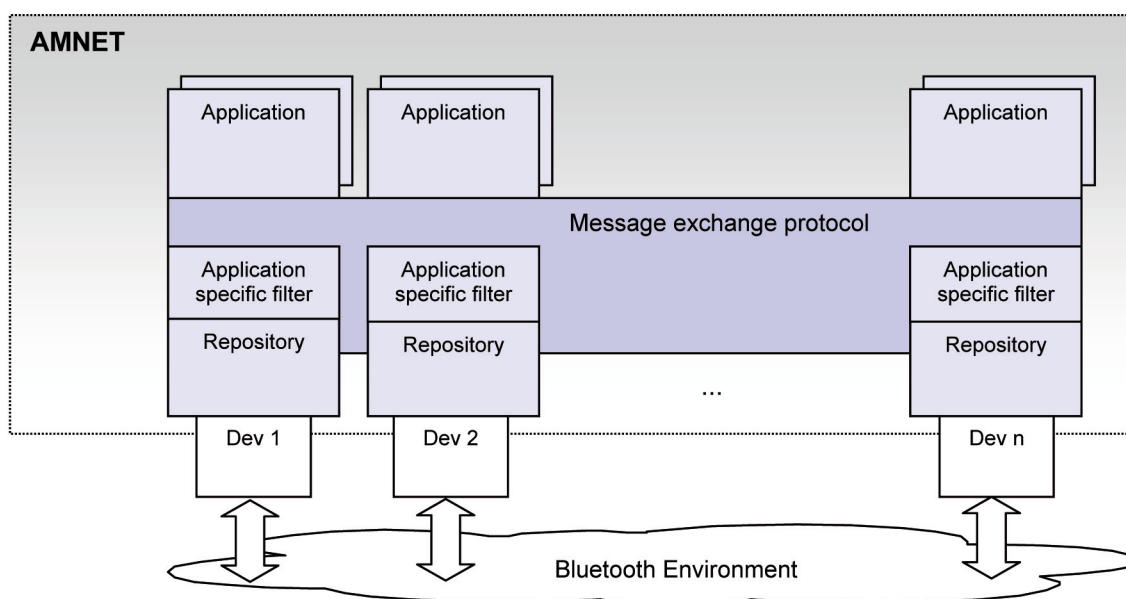 AMNET
Application
Application
Application
Message exchange protocol
Application
specific filter
Application
specific filter
Application
specific filter
Repository
Repository
Repository
...
Dev 1
Dev 2
Dev n
Bluetooth Environment